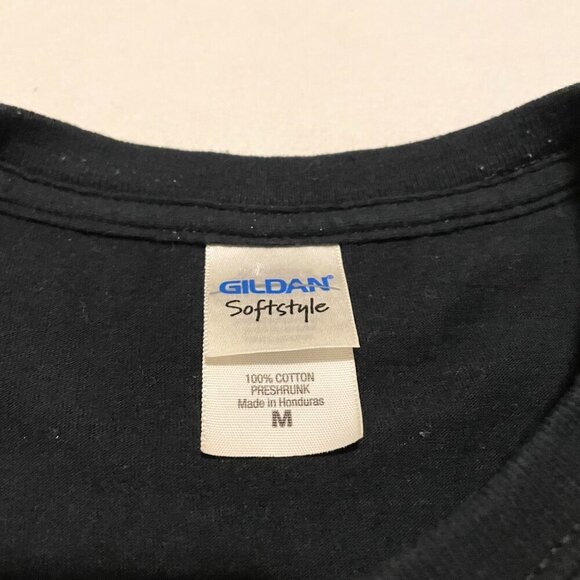 GILDAN®
Softstyle
100% COTTON
PRESHRUNK
Made in Honduras
M